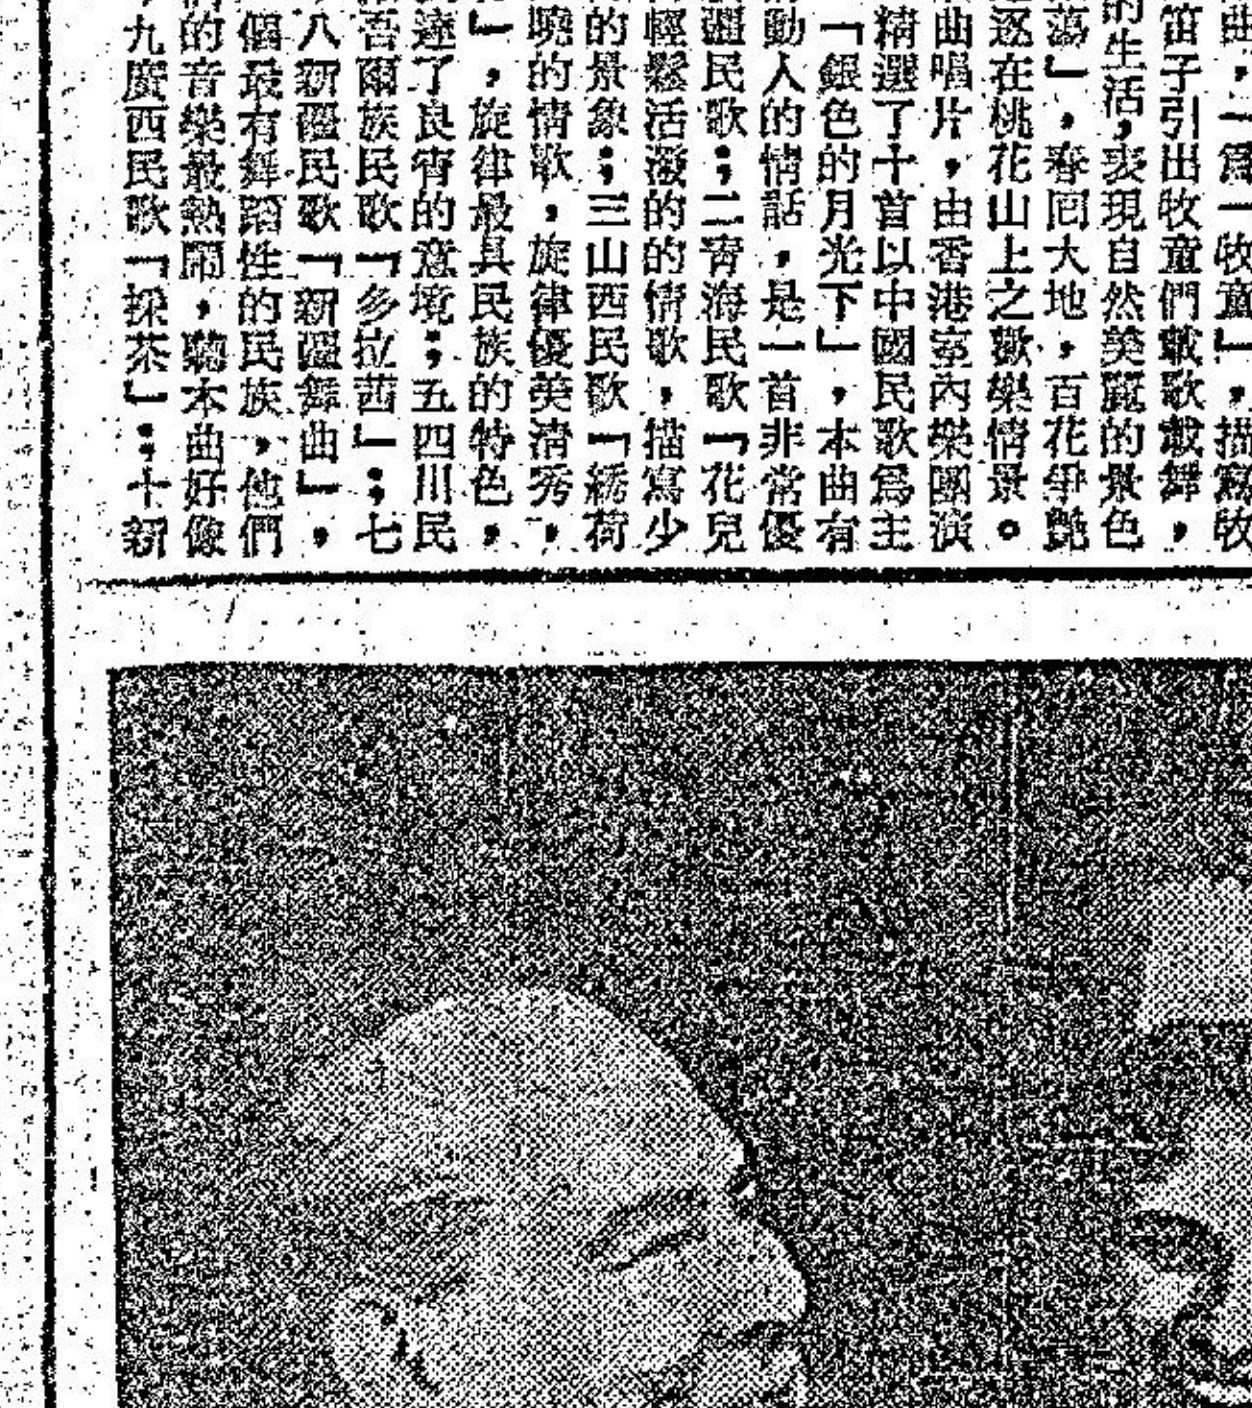 曲，一爲「牧童」，描寫牧
笛子引出牧童們載歌載舞，
的生活，表現自然美麗的景色
蕩」，春回大地，百花爭艷
逐在桃花山上之歡樂情景。
曲唱片，由香港室內樂團演
精選了十首以中國民歌爲主
「銀色的月光下」，本曲有
動人的情話，是一首非常優
疆民歌；二靑海民歌「花兒
輕鬆活潑的的情歌，描寫少
的景象；三山西民歌「綉荷
」，旋律最具民族的特色，
曉的情歌，旋律優美清秀，
達了良宵的意境；五四川民
吾爾族民歌「多拉茜」；七
八新疆民歌「新疆舞曲」，
個最有舞蹈性的民族，他們
的音樂最熱鬧，聽本曲好像
九廣西民歌「採茶」；十新